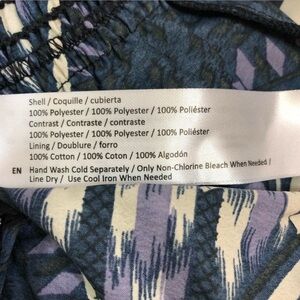 Shell / Coquille / cubierta
100% Polyester / 100% Polyester / 100% Poliéster
Contrast / Contraste / contraste
100% Polyester / 100% Polyester / 100% Poliéster
Lining / Doublure / forro
100% Cotton / 100% Coton / 100% Algodón
EN Hand Wash Cold Separately / Only Non-Chlorine Bleach When Needed /
Line Dry / Use Cool Iron When Needed